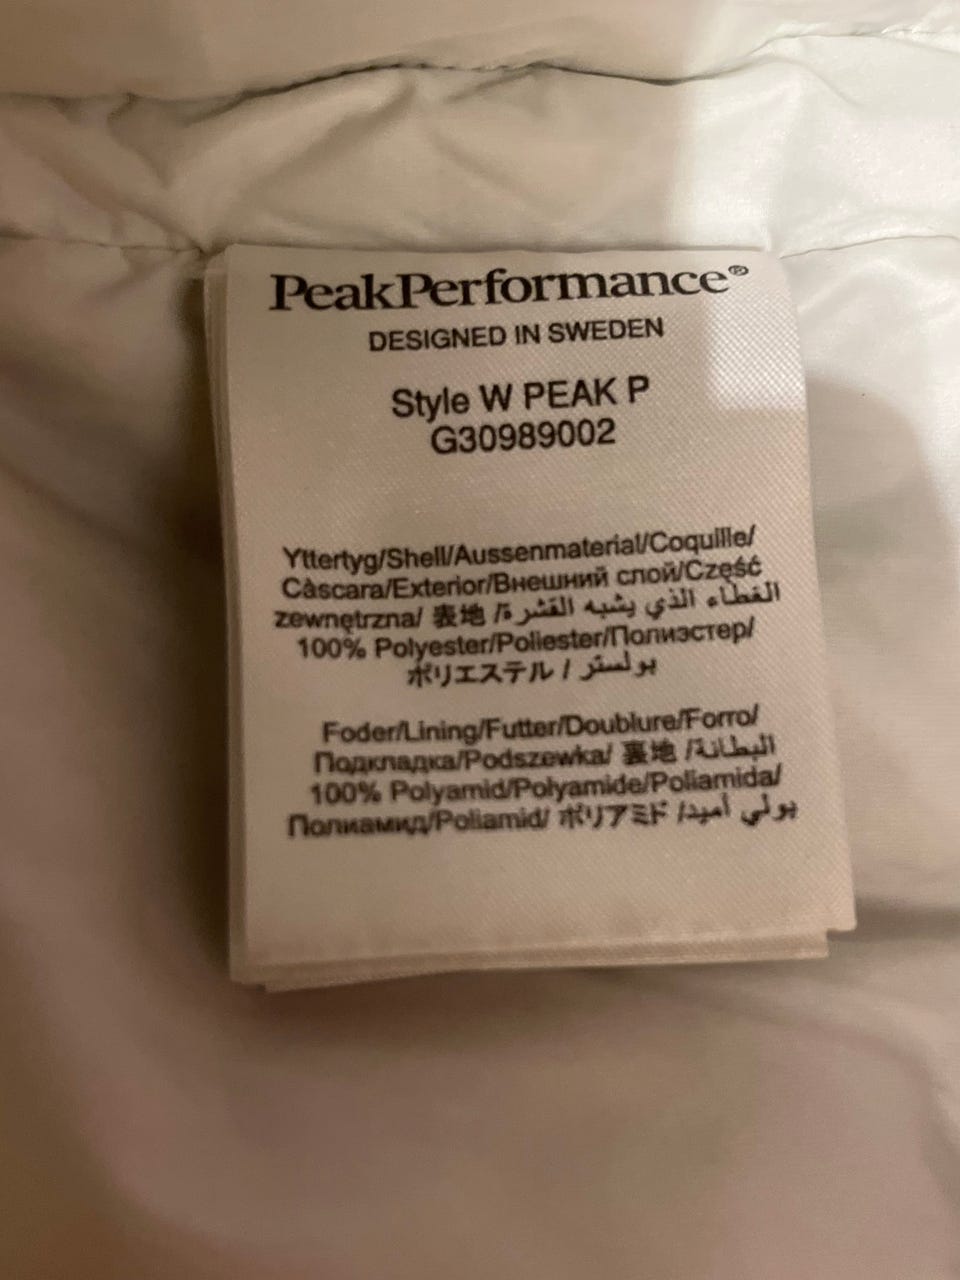 PeakPerformance®
DESIGNED IN SWEDEN
Style W PEAK P
G30989002
Yttertyg/Shell/Aussenmaterial/Coquille/
Càscara/Exterior/Внешний слой/Część
zewnętrzna/ 表地 /الغطاء الذي يشبه القشرة/
100% Polyester/Poliester/Полиэстер/
ポリエステル / بولستر
Foder/Lining/Futter/Doublure/Forro/
Подкладка/Podszewka/ 裏地 /البطانة/
100% Polyamid/Polyamide/Poliamida/
Полиамид/Poliamid/ ポリアミド /بولي أميد